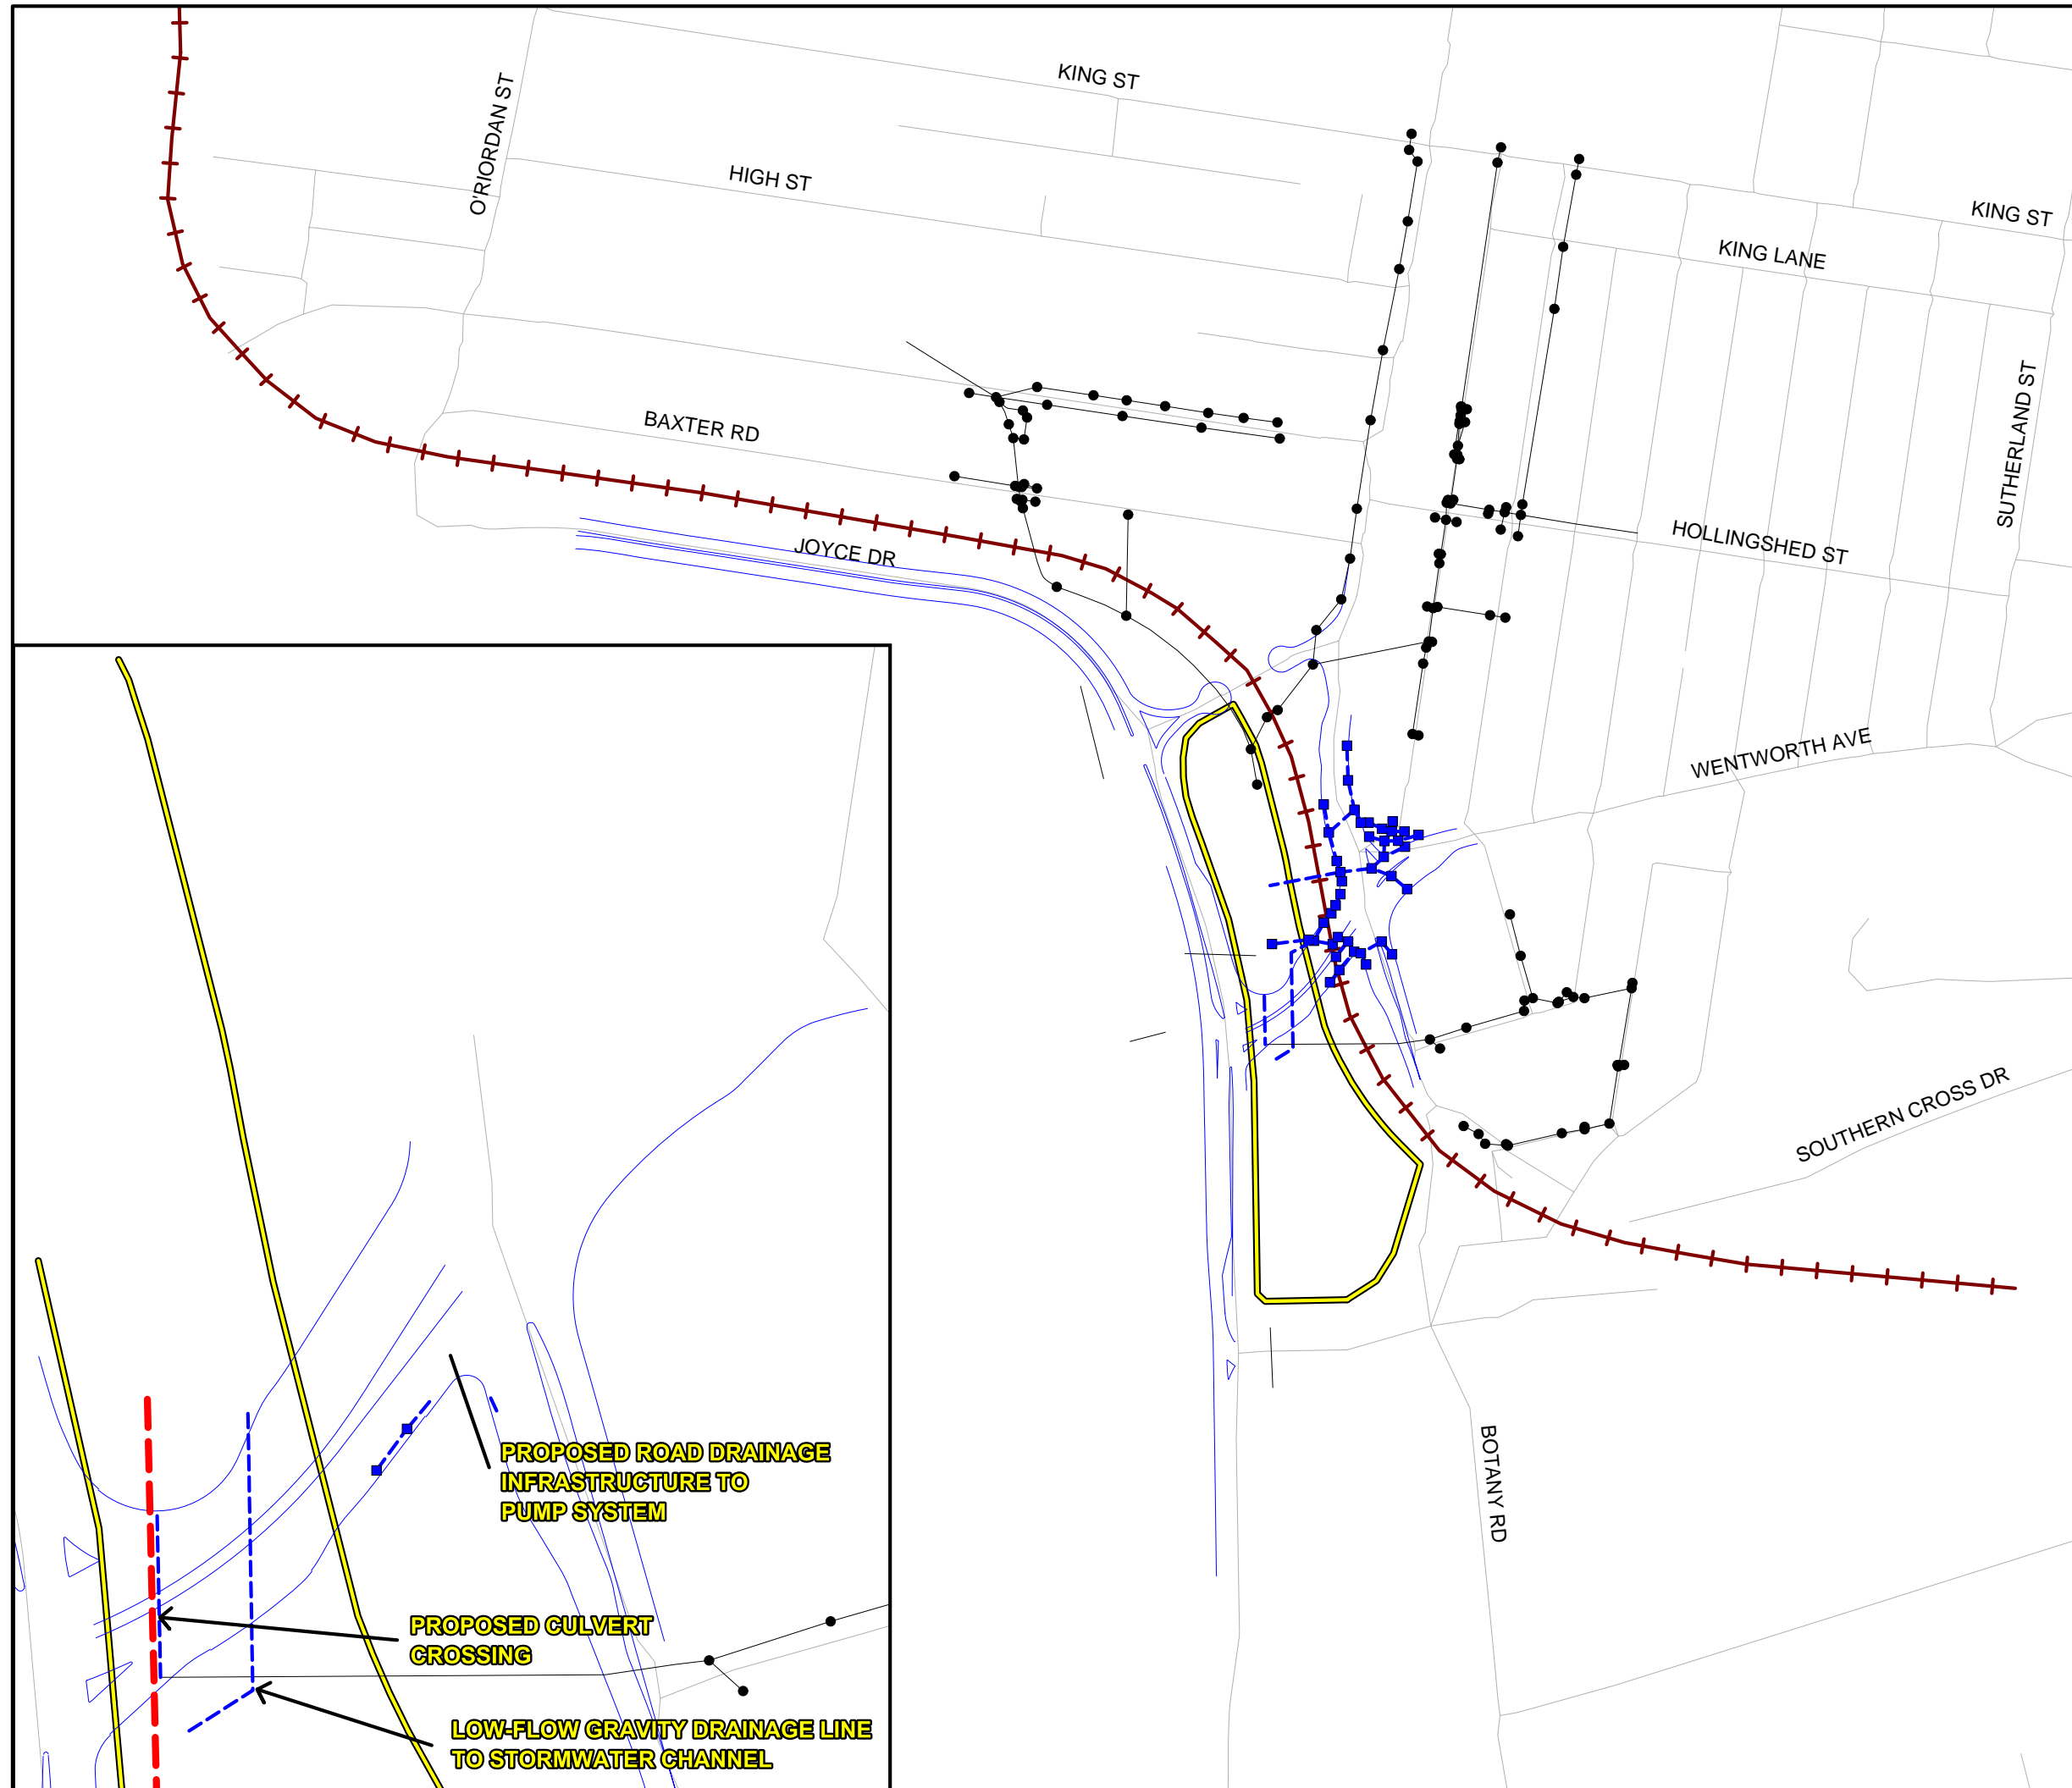 KING ST
O'RIORDAN ST
HIGH ST
KING ST
KING LANE
BAXTER RD
SUTHERLAND ST
JOYCE DR
HOLLINGSHED ST
WENTWORTH AVE
SOUTHERN CROSS DR
BOTANY RD
PROPOSED ROAD DRAINAGE
INFRASTRUCTURE TO
PUMP SYSTEM
PROPOSED CULVERT
CROSSING
LOW-FLOW GRAVITY DRAINAGE LINE
TO STORMWATER CHANNEL